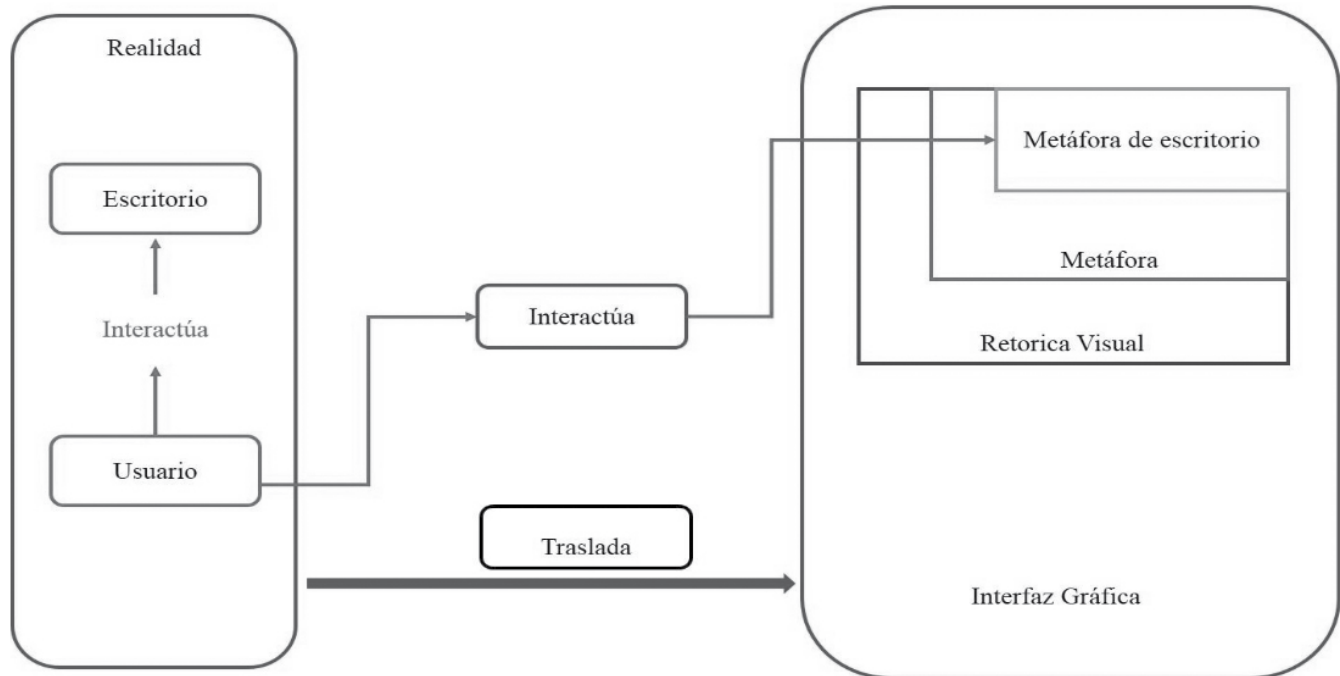 Realidad
Escritorio
Interactúa
Usuario
Interactúa
Traslada
Metáfora de escritorio
Metáfora
Retorica Visual
Interfaz Gráfica